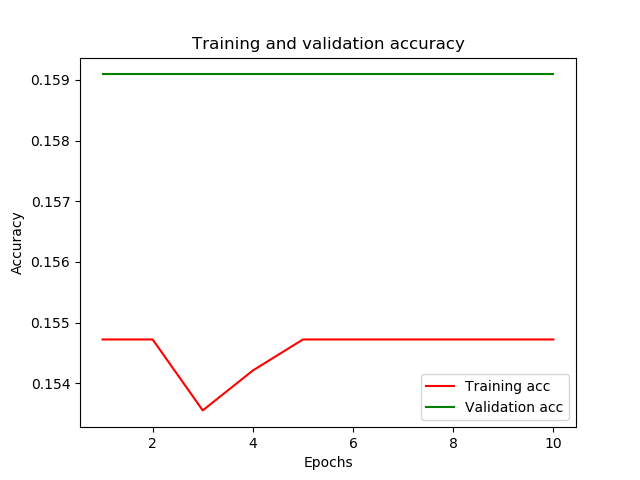 Training and validation accuracy
0.159
0.158
0.157
0.156
0.155
0.154
Accuracy
2
4
6
8
10
Epochs
Training acc
Validation acc